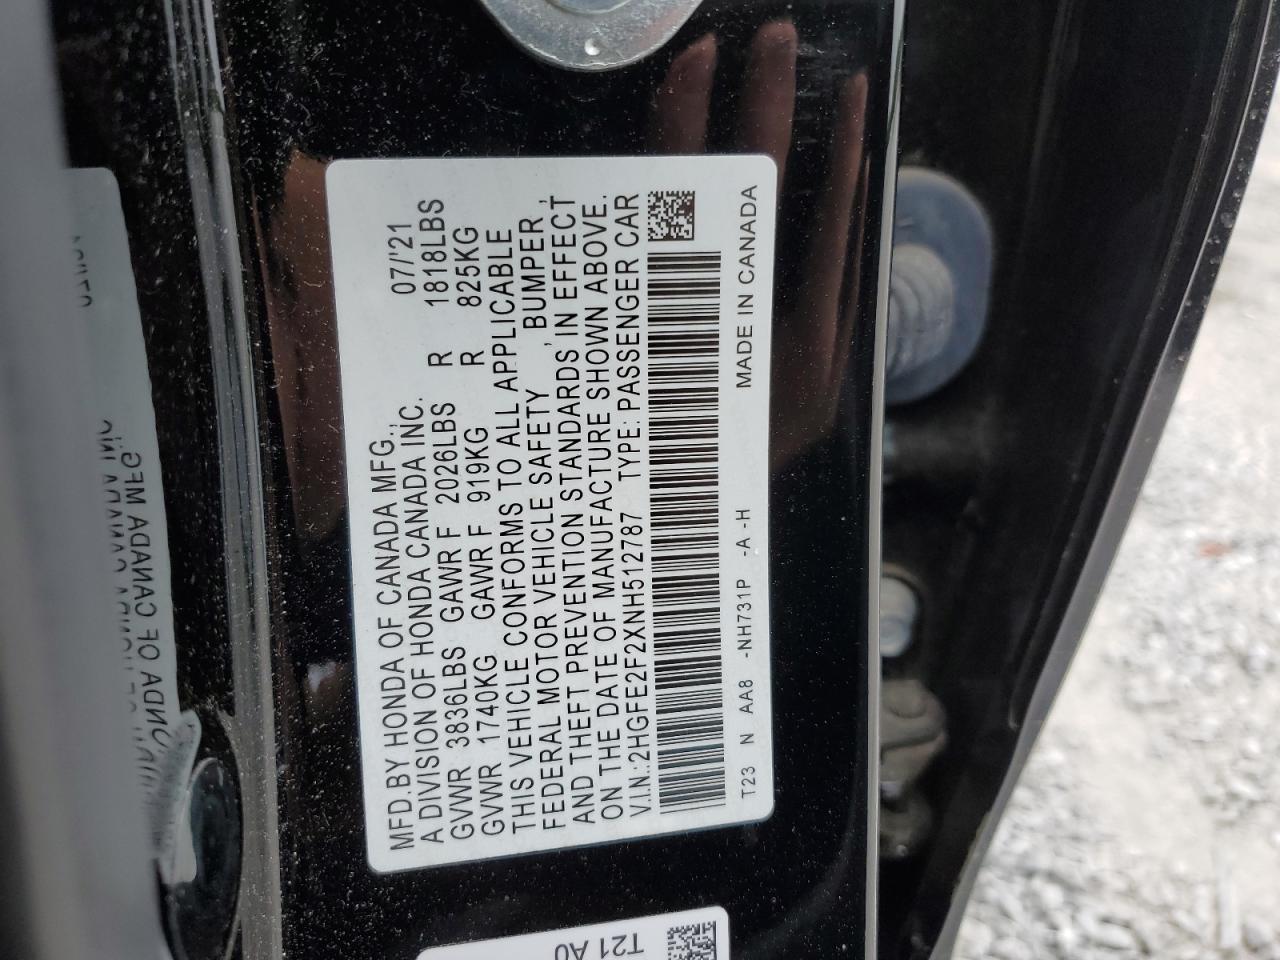 MFD.BY HONDA OF CANADA MFG., 07/'21
A DIVISION OF HONDA CANADA INC.
GVWR 3836LBS GAWR F 2026LBS R 1818LBS
GVWR 1740KG GAWR F 919KG R 825KG
THIS VEHICLE CONFORMS TO ALL APPLICABLE
FEDERAL MOTOR VEHICLE SAFETY , BUMPER ,
AND THEFT PREVENTION STANDARDS, IN EFFECT
ON THE DATE OF MANUFACTURE SHOWN ABOVE.
V.I.N.:2HGFE2F2XNH512787 TYPE: PASSENGER CAR
T23 N AA8 -NH731P -A -H MADE IN CANADA
T21 A0